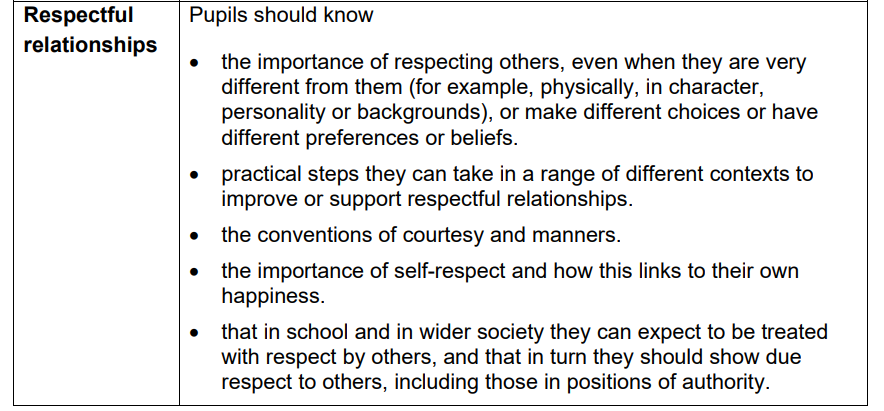 Respectful
relationships
Pupils should know
• the importance of respecting others, even when they are very
different from them (for example, physically, in character,
personality or backgrounds), or make different choices or have
different preferences or beliefs.
• practical steps they can take in a range of different contexts to
improve or support respectful relationships.
• the conventions of courtesy and manners.
• the importance of self-respect and how this links to their own
happiness.
• that in school and in wider society they can expect to be treated
with respect by others, and that in turn they should show due
respect to others, including those in positions of authority.